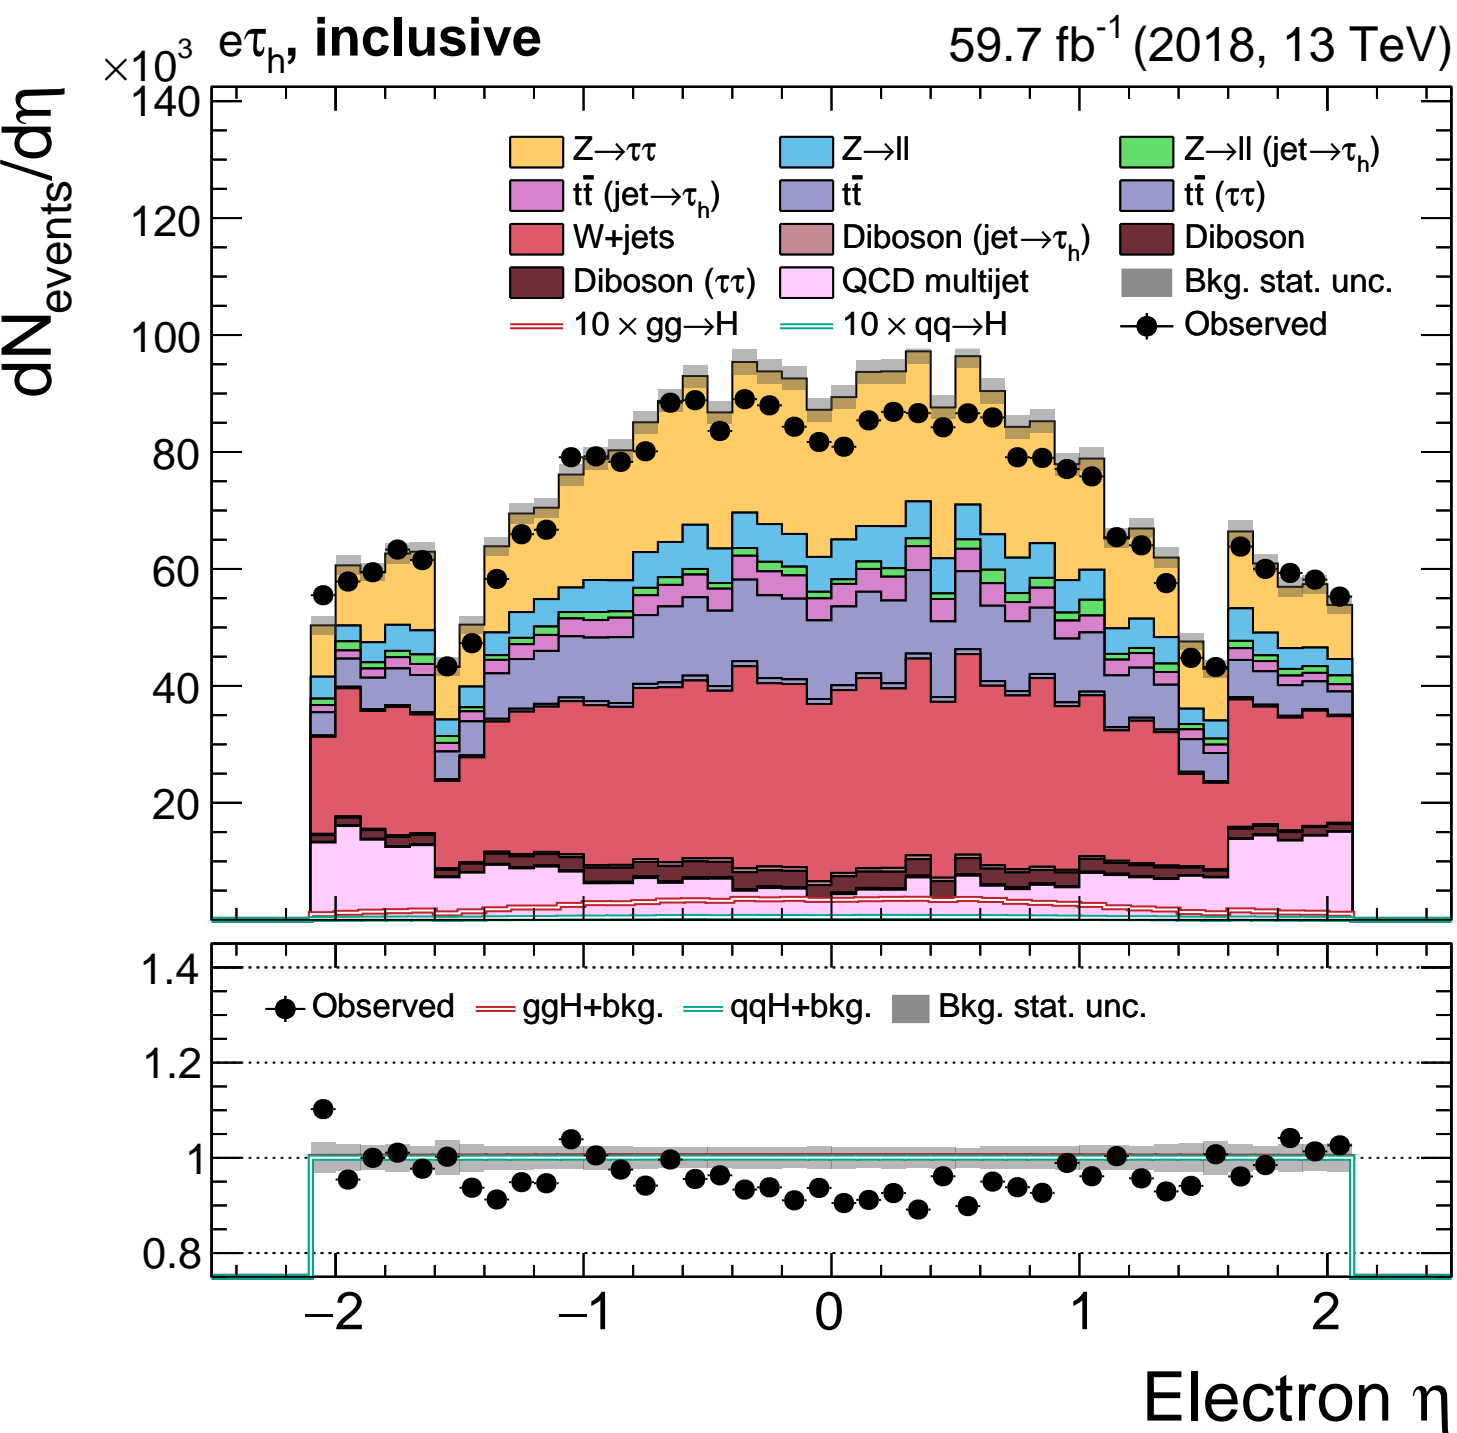 ×10³ eτₕ, inclusive 59.7 fb⁻¹ (2018, 13 TeV)
dN_events/dη
140
120
100
80
60
40
20
Z→ττ Z→ll Z→ll (jet→τₕ)
tt̄ (jet→τₕ) tt̄ tt̄ (ττ)
W+jets Diboson (jet→τₕ) Diboson
Diboson (ττ) QCD multijet Bkg. stat. unc.
10 × gg→H 10 × qq→H Observed
1.4
1.2
1
0.8
Observed ggH+bkg. qqH+bkg. Bkg. stat. unc.
−2 −1 0 1 2
Electron η